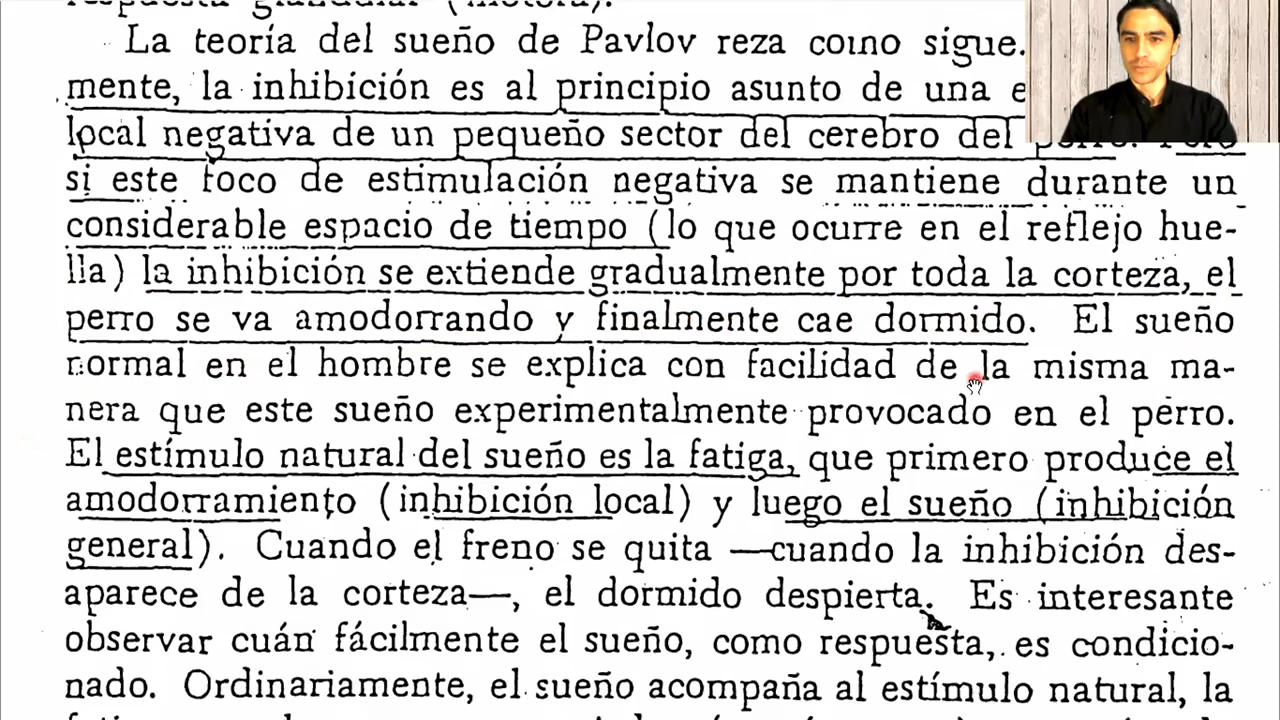 respuesta glandular (motora).
La teoría del sueño de Pavlov reza como sigue.
mente, la inhibición es al principio asunto de una
local negativa de un pequeño sector del cerebro del perro. Pero
si este foco de estimulación negativa se mantiene durante un
considerable espacio de tiempo (lo que ocurre en el reflejo hue-
lla) la inhibición se extiende gradualmente por toda la corteza, el
perro se va amodorrando y finalmente cae dormido. El sueño
normal en el hombre se explica con facilidad de la misma ma-
nera que este sueño experimentalmente provocado en el perro.
El estímulo natural del sueño es la fatiga, que primero produce el
amodorramiento (inhibición local) y luego el sueño (inhibición
general). Cuando el freno se quita —cuando la inhibición des-
aparece de la corteza—, el dormido despierta. Es interesante
observar cuán fácilmente el sueño, como respuesta, es condicio-
nado. Ordinariamente, el sueño acompaña al estímulo natural, la